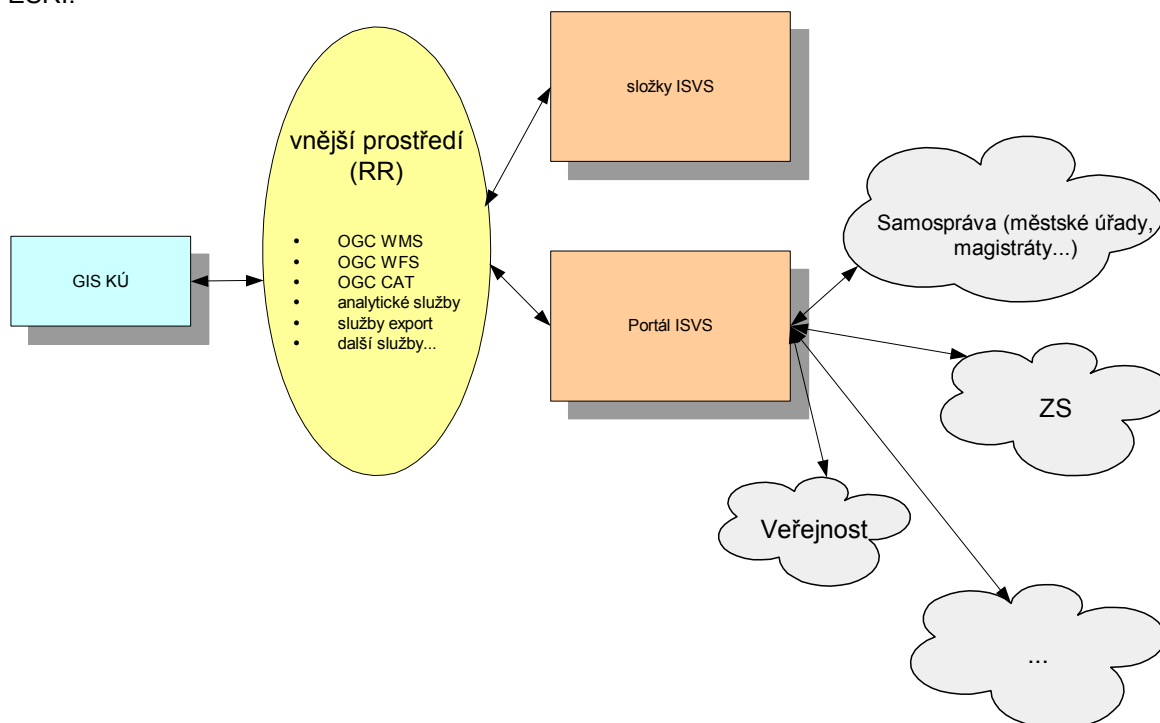 ESRI.
složky ISVS
vnější prostředí
(RR)
• OGC WMS
• OGC WFS
• OGC CAT
• analytické služby
• služby export
• další služby...
GIS KÚ
Samospráva (městské úřady,
magistráty...)
Portál ISVS
ZS
Veřejnost
...